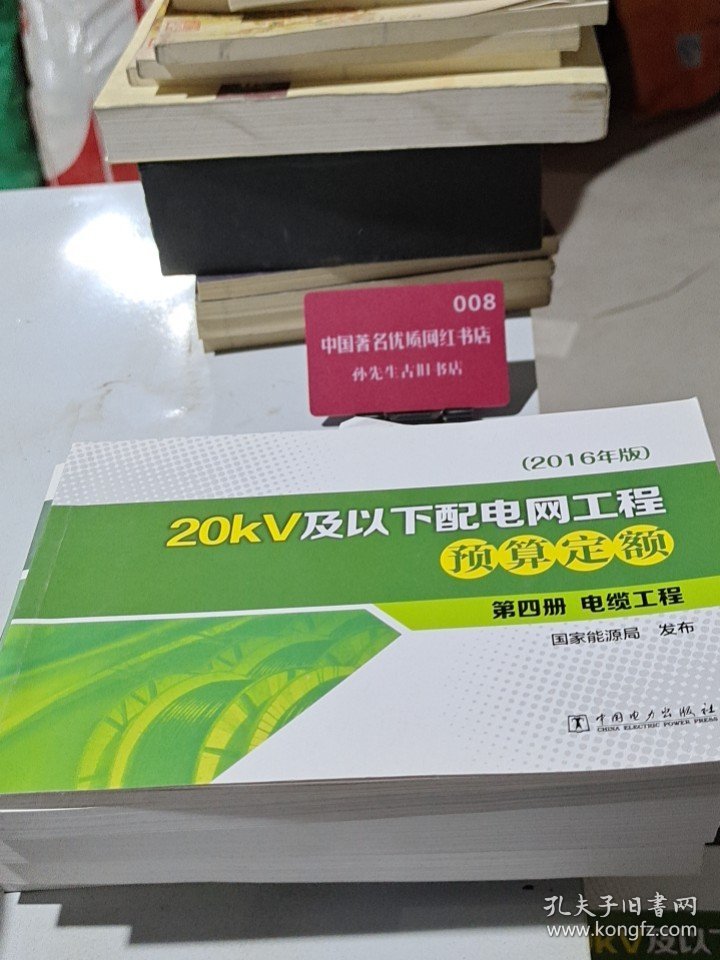 008
中国著名优质网红书店
孙先生古旧书店
(2016年版)
20kV及以下配电网工程
预算定额
第四册 电缆工程
国家能源局 发布
中国电力出版社
CHINA ELECTRIC POWER PRESS
孔夫子旧书网
www.kongfz.com
kV及以下